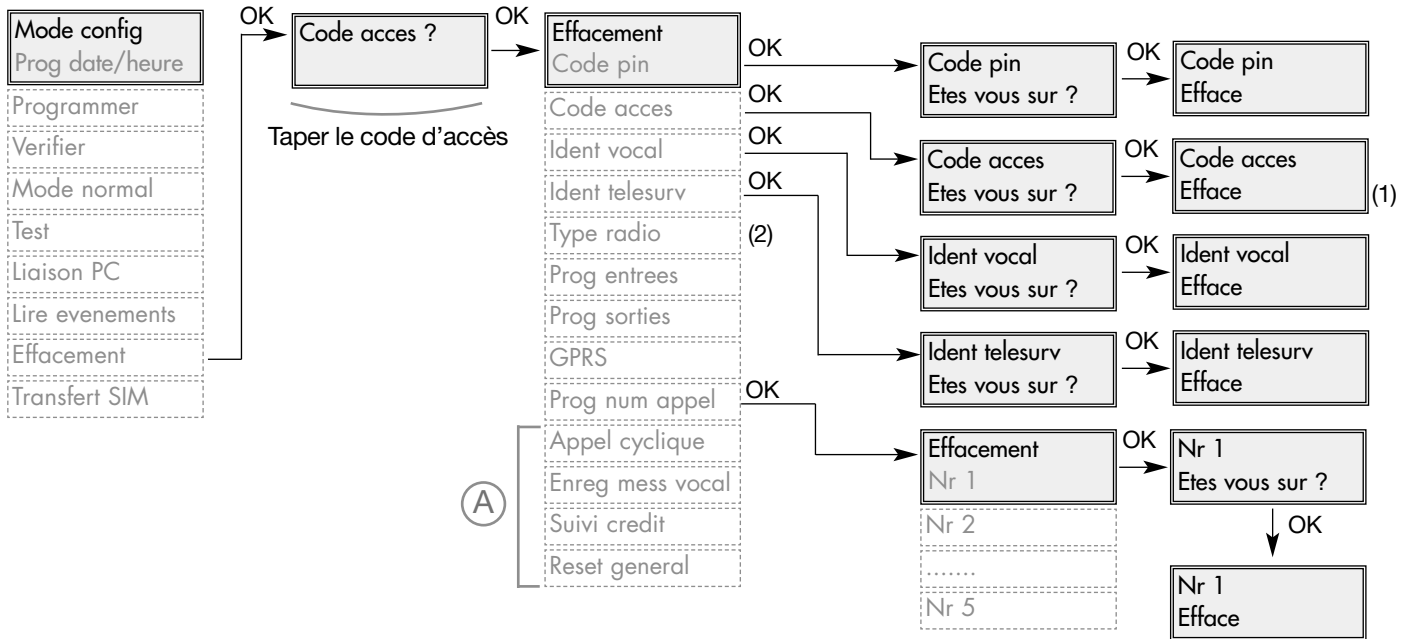 Mode config
Prog date/heure
Programmer
Verifier
Mode normal
Test
Liaison PC
Lire evenements
Effacement
Transfert SIM
OK
Code acces ?
Taper le code d'accès
OK
Effacement
Code pin
Code acces
Ident vocal
Ident telesurv
Type radio
Prog entrees
Prog sorties
GPRS
Prog num appel
Appel cyclique
Enreg mess vocal
Suivi credit
Reset general
A
(2)
OK
Code pin
Etes vous sur ?
OK
Code pin
Efface
OK
Code acces
Etes vous sur ?
OK
Code acces
Efface
(1)
OK
Ident vocal
Etes vous sur ?
OK
Ident vocal
Efface
OK
Ident telesurv
Etes vous sur ?
OK
Ident telesurv
Efface
OK
Effacement
Nr 1
Nr 2
.......
Nr 5
OK
Nr 1
Etes vous sur ?
OK
Nr 1
Efface